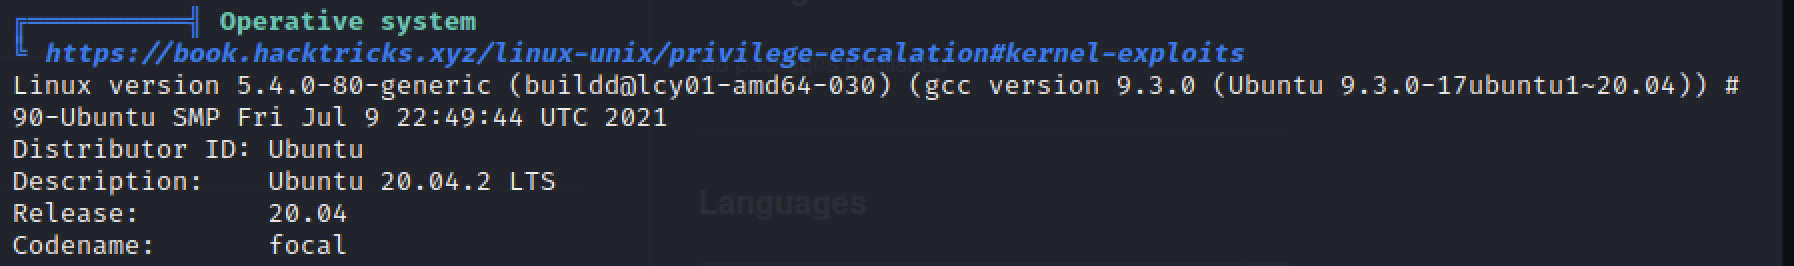 ╔══════════╣ Operative system
╚ https://book.hacktricks.xyz/linux-unix/privilege-escalation#kernel-exploits
Linux version 5.4.0-80-generic (buildd@lcy01-amd64-030) (gcc version 9.3.0 (Ubuntu 9.3.0-17ubuntu1~20.04)) #
90-Ubuntu SMP Fri Jul 9 22:49:44 UTC 2021
Distributor ID: Ubuntu
Description:    Ubuntu 20.04.2 LTS
Languages
Release:        20.04
Codename:       focal